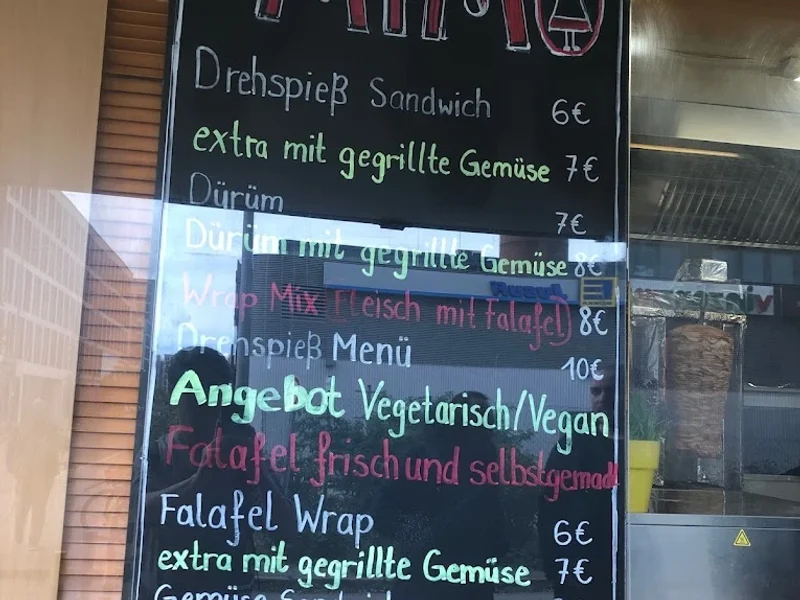 Drehspieß Sandwich 6€
extra mit gegrillte Gemüse 7€
Dürüm 7€
Dürüm mit gegrillte Gemüse 8€
Wrap Mix (Fleisch mit Falafel) 8€
Drehspieß Menü 10€
Angebot Vegetarisch/Vegan
Falafel frisch und selbstgemacht
Falafel Wrap 6€
extra mit gegrillte Gemüse 7€
Gemüse Sandwich